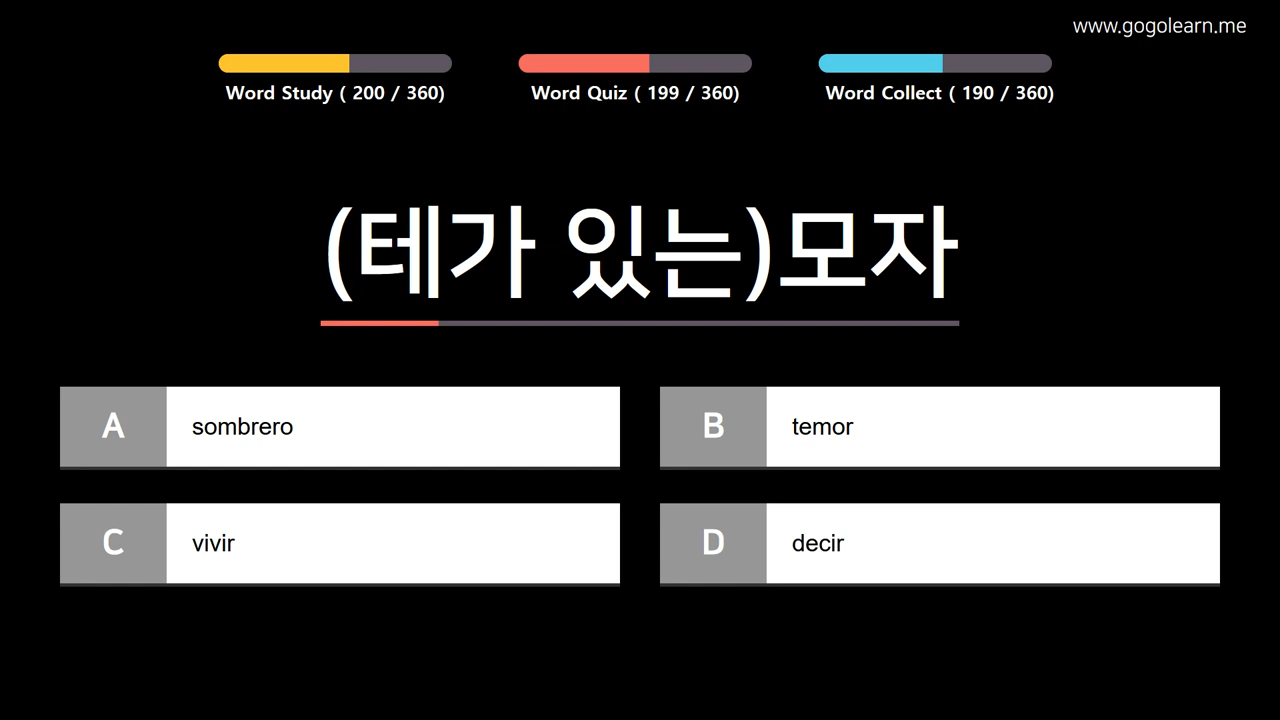 www.gogolearn.me
Word Study ( 200 / 360)
Word Quiz ( 199 / 360)
Word Collect ( 190 / 360)
(테가 있는)모자
A sombrero
B temor
C vivir
D decir